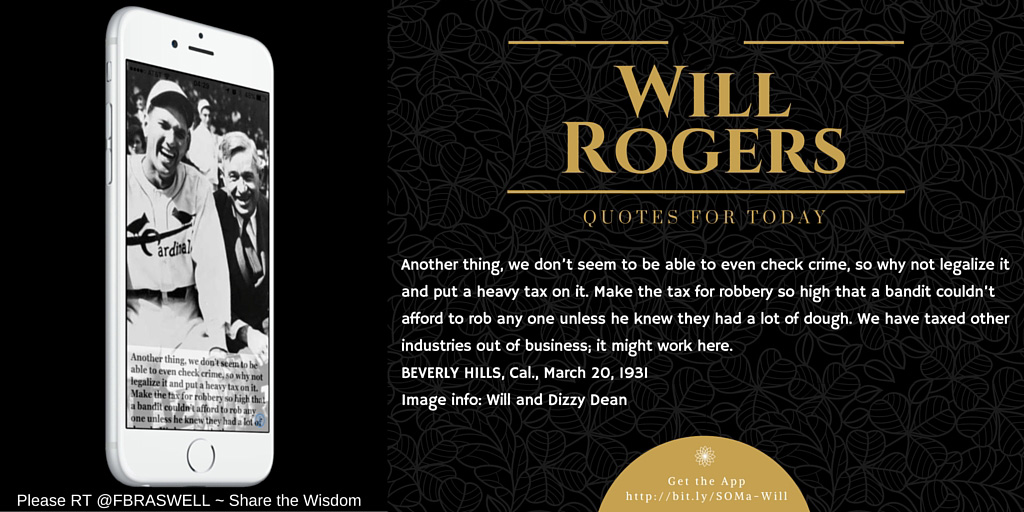 Cardinals
Another thing, we don't seem to be
able to even check crime, so why not
legalize it and put a heavy tax on it.
Make the tax for robbery so high that
a bandit couldn't afford to rob any
one unless he knew they had a lot of
Please RT @FBRASWELL ~ Share the Wisdom
WILL
ROGERS
QUOTES FOR TODAY
Another thing, we don't seem to be able to even check crime, so why not legalize it
and put a heavy tax on it. Make the tax for robbery so high that a bandit couldn't
afford to rob any one unless he knew they had a lot of dough. We have taxed other
industries out of business; it might work here.
BEVERLY HILLS, Cal., March 20, 1931
Image info: Will and Dizzy Dean
Get the App
http://bit.ly/SOMa-Will